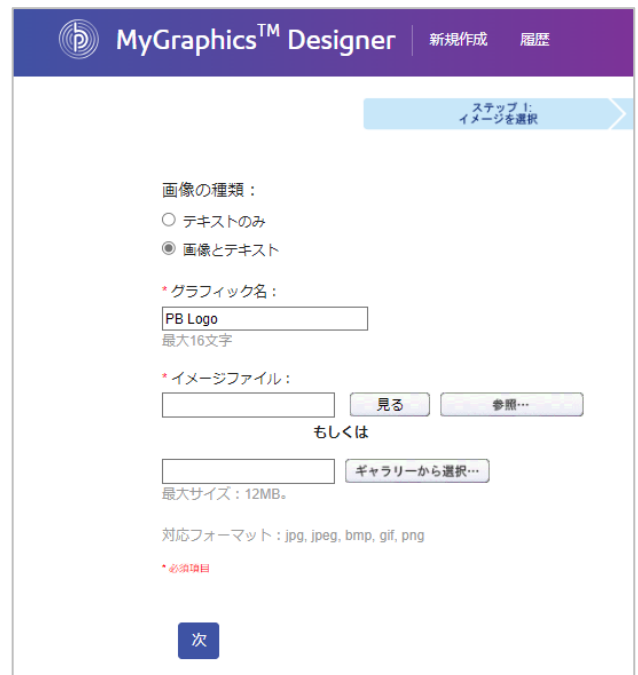 MyGraphics™ Designer 新規作成 履歴
ステップ 1:
イメージを選択
画像の種類：
テキストのみ
画像とテキスト
* グラフィック名：
PB Logo
最大16文字
* イメージファイル：
見る 参照…
もしくは
ギャラリーから選択…
最大サイズ：12MB。
対応フォーマット：jpg, jpeg, bmp, gif, png
* 必須項目
次